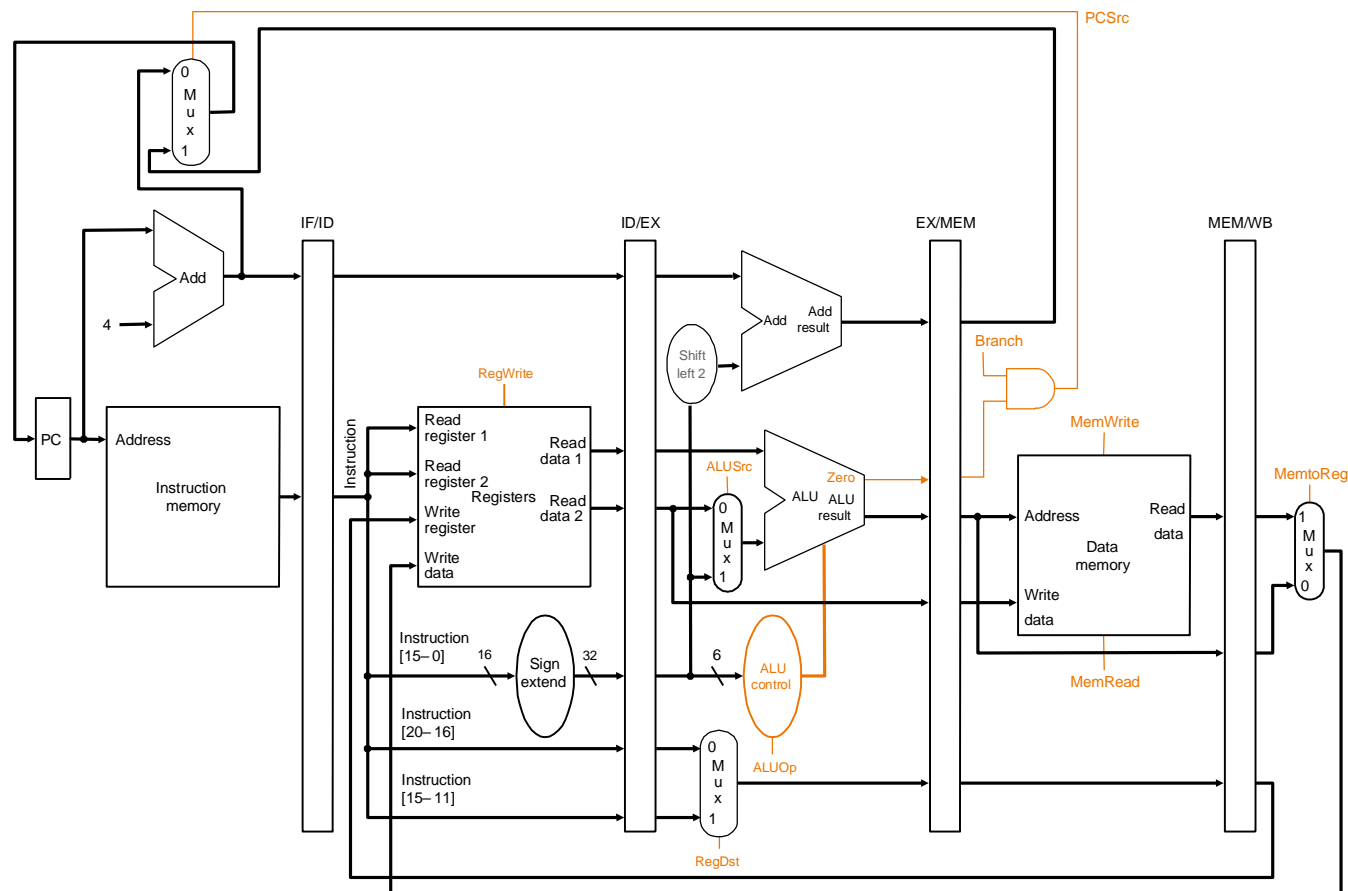 PCSrc
0
M
u
x
1
IF/ID
ID/EX
EX/MEM
MEM/WB
Add
4
Add
Add
result
Shift
left 2
Branch
RegWrite
PC
Address
Instruction
memory
Instruction
Read
register 1
Read
register 2
Registers
Write
register
Write
data
Read
data 1
Read
data 2
ALUSrc
0
M
u
x
1
Zero
ALU
ALU
result
MemWrite
Address
Read
data
Data
memory
Write
data
MemRead
MemtoReg
1
M
u
x
0
Instruction
[15–0]
16
Sign
extend
32
6
ALU
control
ALUOp
Instruction
[20–16]
Instruction
[15–11]
0
M
u
x
1
RegDst